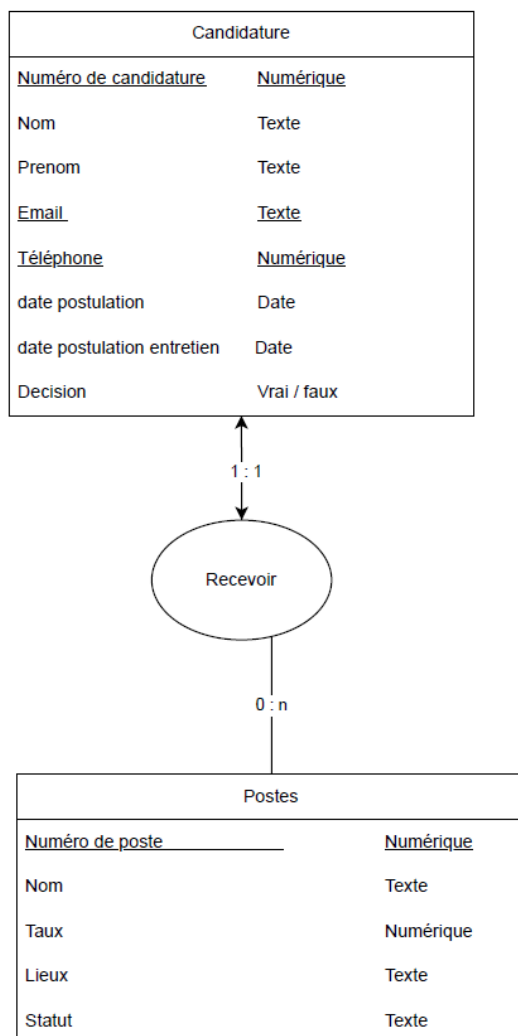 Candidature
Numéro de candidature Numérique
Nom Texte
Prenom Texte
Email Texte
Téléphone Numérique
date postulation Date
date postulation entretien Date
Decision Vrai / faux
1 : 1
Recevoir
0 : n
Postes
Numéro de poste Numérique
Nom Texte
Taux Numérique
Lieux Texte
Statut Texte